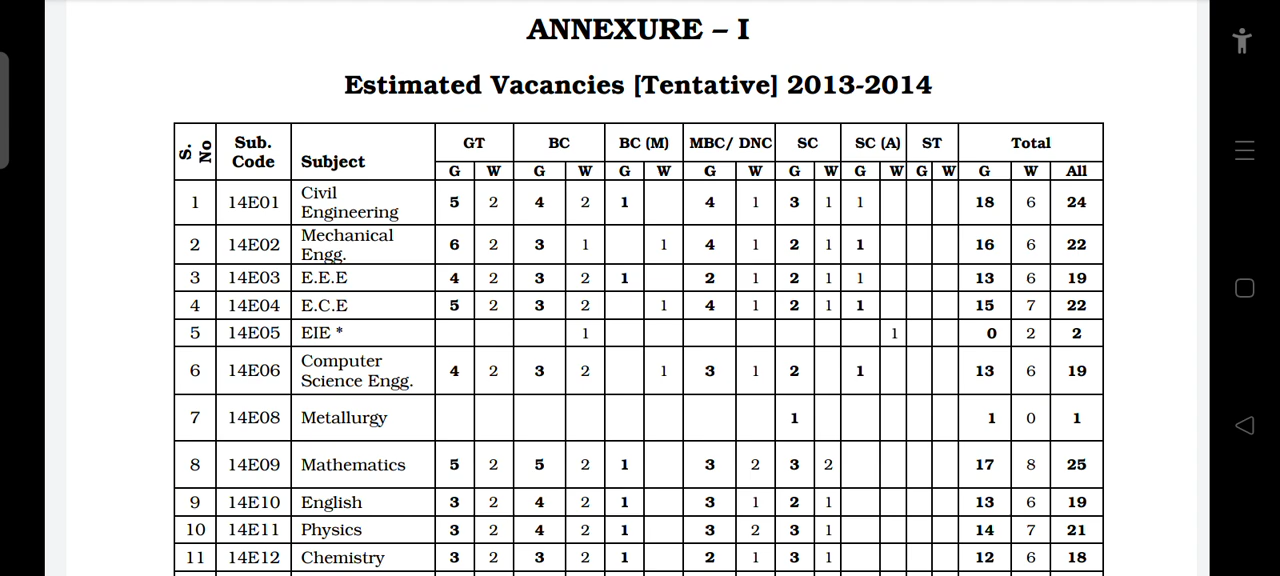 ANNEXURE – I
Estimated Vacancies [Tentative] 2013-2014
S. No Sub. Code Subject GT BC BC (M) MBC/ DNC SC SC (A) ST Total
G W G W G W G W G W G W G W G W All
1 14E01 Civil Engineering 5 2 4 2 1 4 1 3 1 1 18 6 24
2 14E02 Mechanical Engg. 6 2 3 1 1 4 1 2 1 1 16 6 22
3 14E03 E.E.E 4 2 3 2 1 2 1 2 1 1 13 6 19
4 14E04 E.C.E 5 2 3 2 1 4 1 2 1 1 15 7 22
5 14E05 EIE * 1 1 0 2 2
6 14E06 Computer Science Engg. 4 2 3 2 1 3 1 2 1 13 6 19
7 14E08 Metallurgy 1 1 0 1
8 14E09 Mathematics 5 2 5 2 1 3 2 3 2 17 8 25
9 14E10 English 3 2 4 2 1 3 1 2 1 13 6 19
10 14E11 Physics 3 2 4 2 1 3 2 3 1 14 7 21
11 14E12 Chemistry 3 2 3 2 1 2 1 3 1 12 6 18